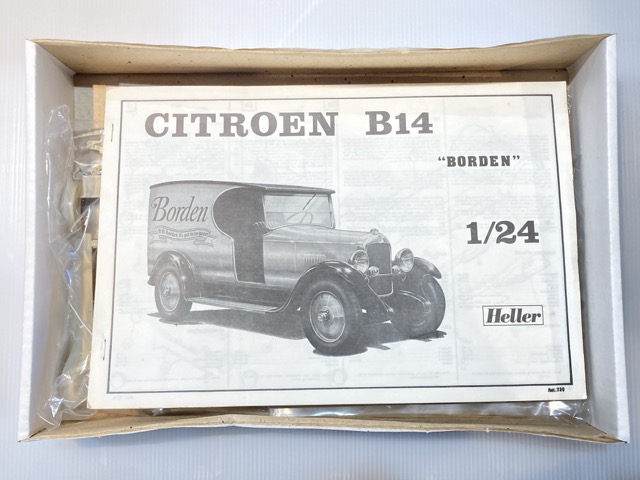 CITROEN B14
"BORDEN"
1/24
Borden
Heller